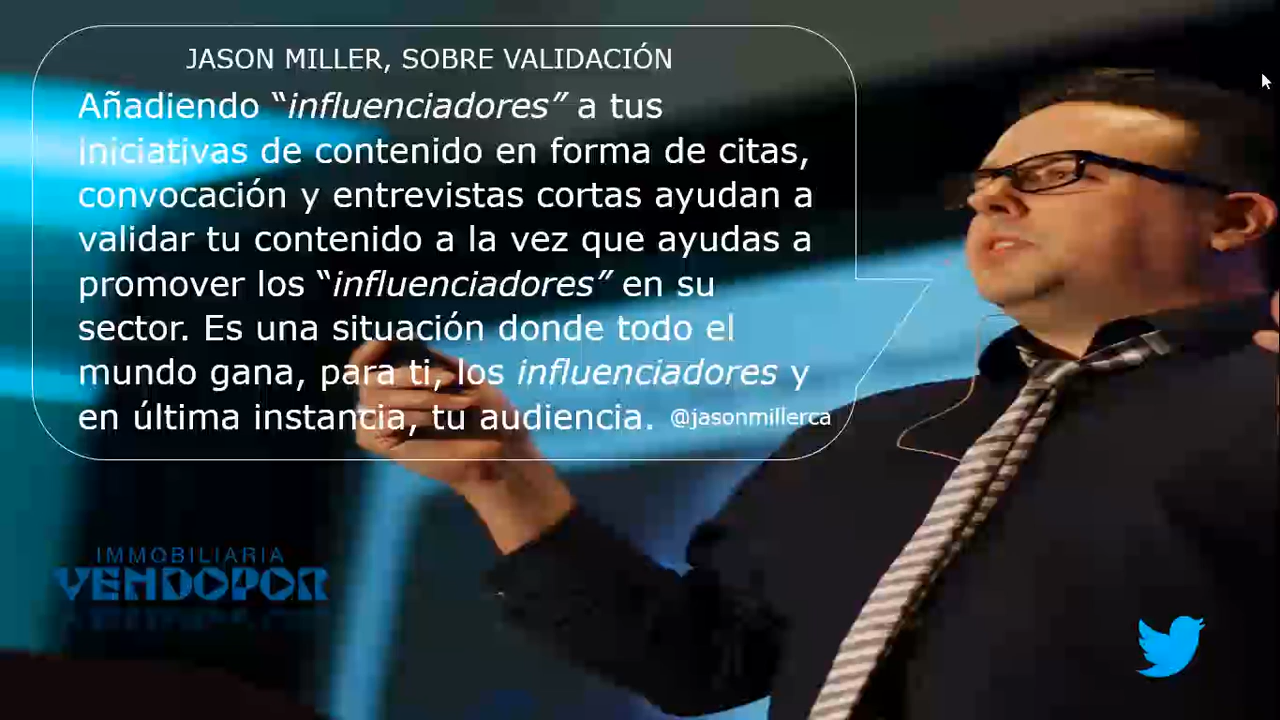 JASON MILLER, SOBRE VALIDACIÓN
Añadiendo “influenciadores” a tus
iniciativas de contenido en forma de citas,
convocación y entrevistas cortas ayudan a
validar tu contenido a la vez que ayudas a
promover los “influenciadores” en su
sector. Es una situación donde todo el
mundo gana, para ti, los influenciadores y
en última instancia, tu audiencia. @jasonmillerca
IMMOBILIARIA
VENDOPOR